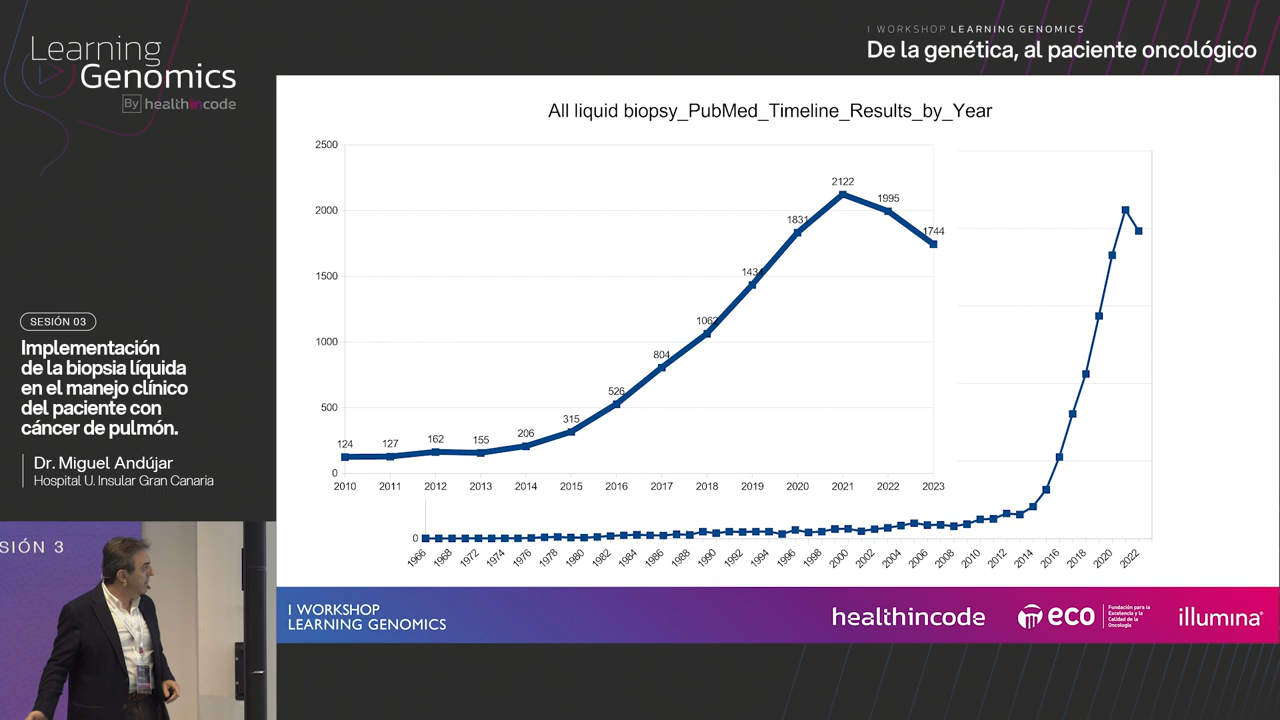 Learning
Genomics
By healthincode
I WORKSHOP LEARNING GENOMICS
De la genética, al paciente oncológico
SESIÓN 03
Implementación
de la biopsia líquida
en el manejo clínico
del paciente con
cáncer de pulmón.
Dr. Miguel Andújar
Hospital U. Insular Gran Canaria
SIÓN 3
All liquid biopsy_PubMed_Timeline_Results_by_Year
2500
2000
1500
1000
500
0
124
127
162
155
206
315
526
804
1062
1434
1831
2122
1995
1744
2010 2011 2012 2013 2014 2015 2016 2017 2018 2019 2020 2021 2022 2023
0
1966 1968 1972 1974 1976 1978 1980 1982 1984 1986 1988 1990 1992 1994 1996 1998 2000 2002 2004 2006 2008 2010 2012 2014 2016 2018 2020 2022
I WORKSHOP
LEARNING GENOMICS
healthincode
eco
Fundación para la
Excelencia y la
Calidad de la
Oncología
illumina®